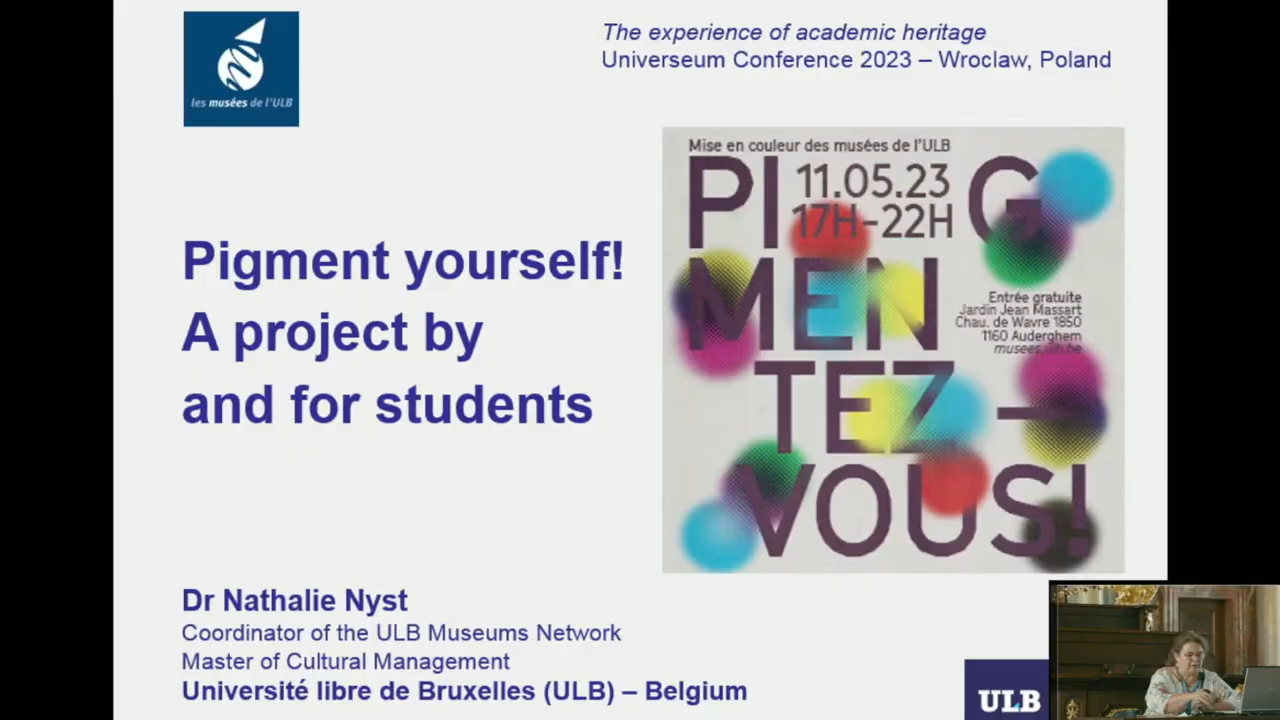 les musées de l'ULB
The experience of academic heritage
Universeum Conference 2023 – Wroclaw, Poland
Mise en couleur des musées de l'ULB
PIG
11.05.23
17H-22H
MEN
Entrée gratuite
Jardin Jean Massart
Chau. de Wavre 1850
1160 Auderghem
musees.ulb.be
TEZ—
VOUS!
Pigment yourself!
A project by
and for students
Dr Nathalie Nyst
Coordinator of the ULB Museums Network
Master of Cultural Management
Université libre de Bruxelles (ULB) – Belgium
ULB